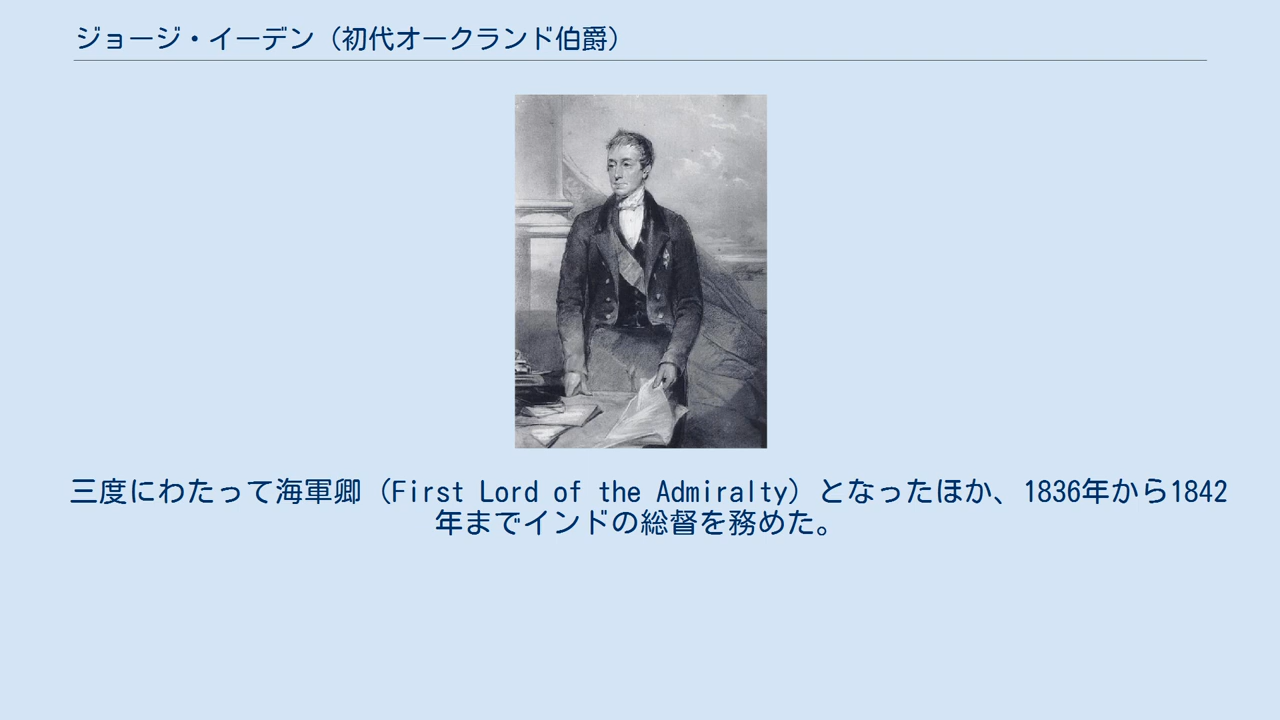 ジョージ・イーデン（初代オークランド伯爵）
三度にわたって海軍卿（First Lord of the Admiralty）となったほか、1836年から1842
年までインドの総督を務めた。